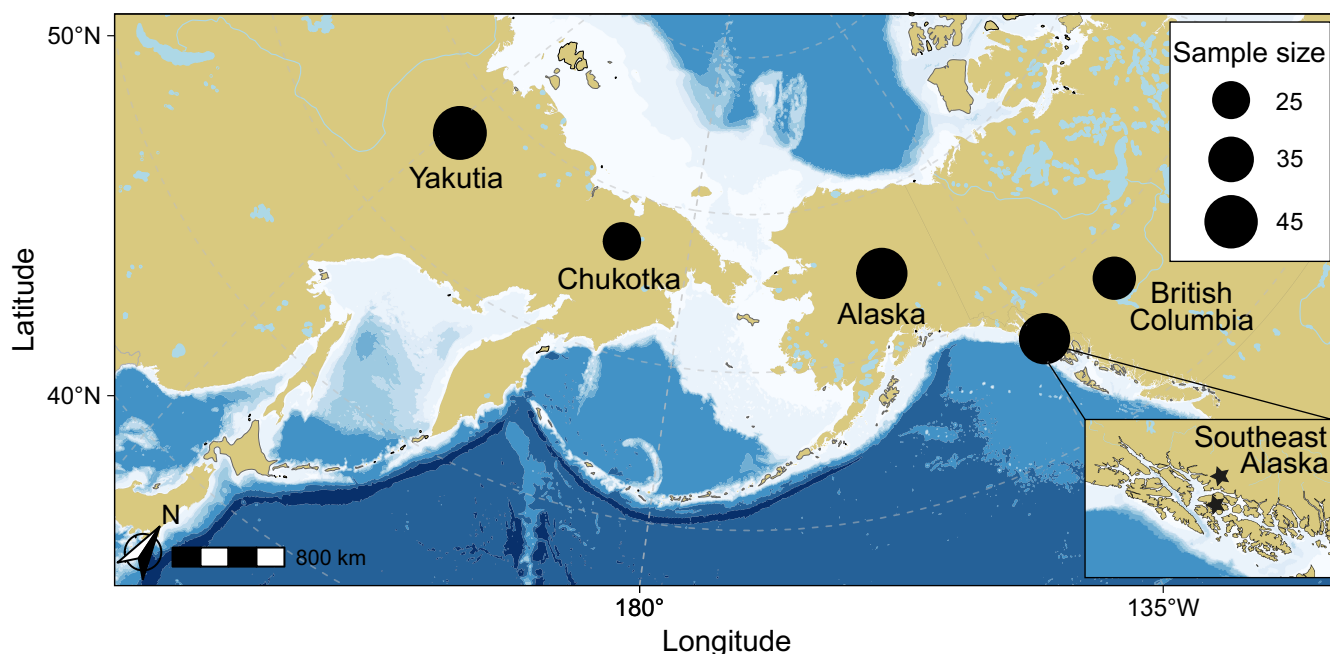 50°N
40°N
Latitude
Yakutia
Chukotka
Alaska
British
Columbia
Sample size
25
35
45
Southeast
Alaska
N
800 km
180°
135°W
Longitude